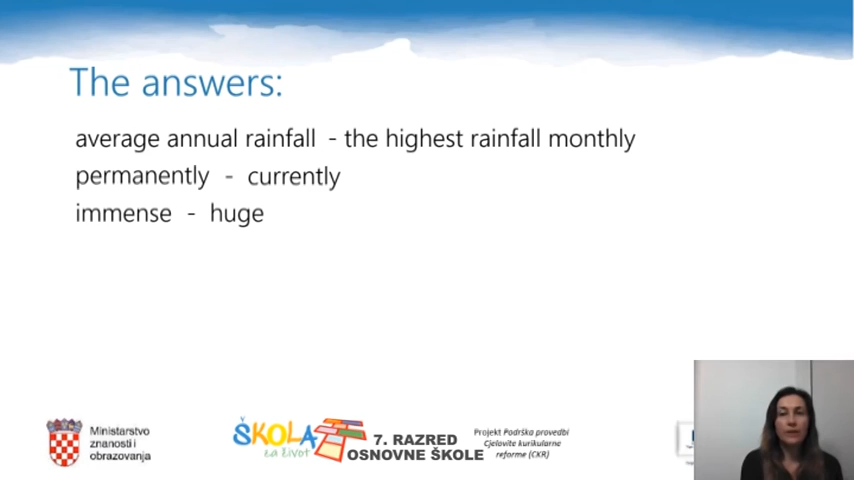 The answers:
average annual rainfall - the highest rainfall monthly
permanently - currently
immense - huge
Ministarstvo
znanosti i
obrazovanja
ŠKOLA
za život
7. RAZRED
OSNOVNE ŠKOLE
Projekt Podrška provedbi
Cjelovite kurikularne
reforme (CKR)